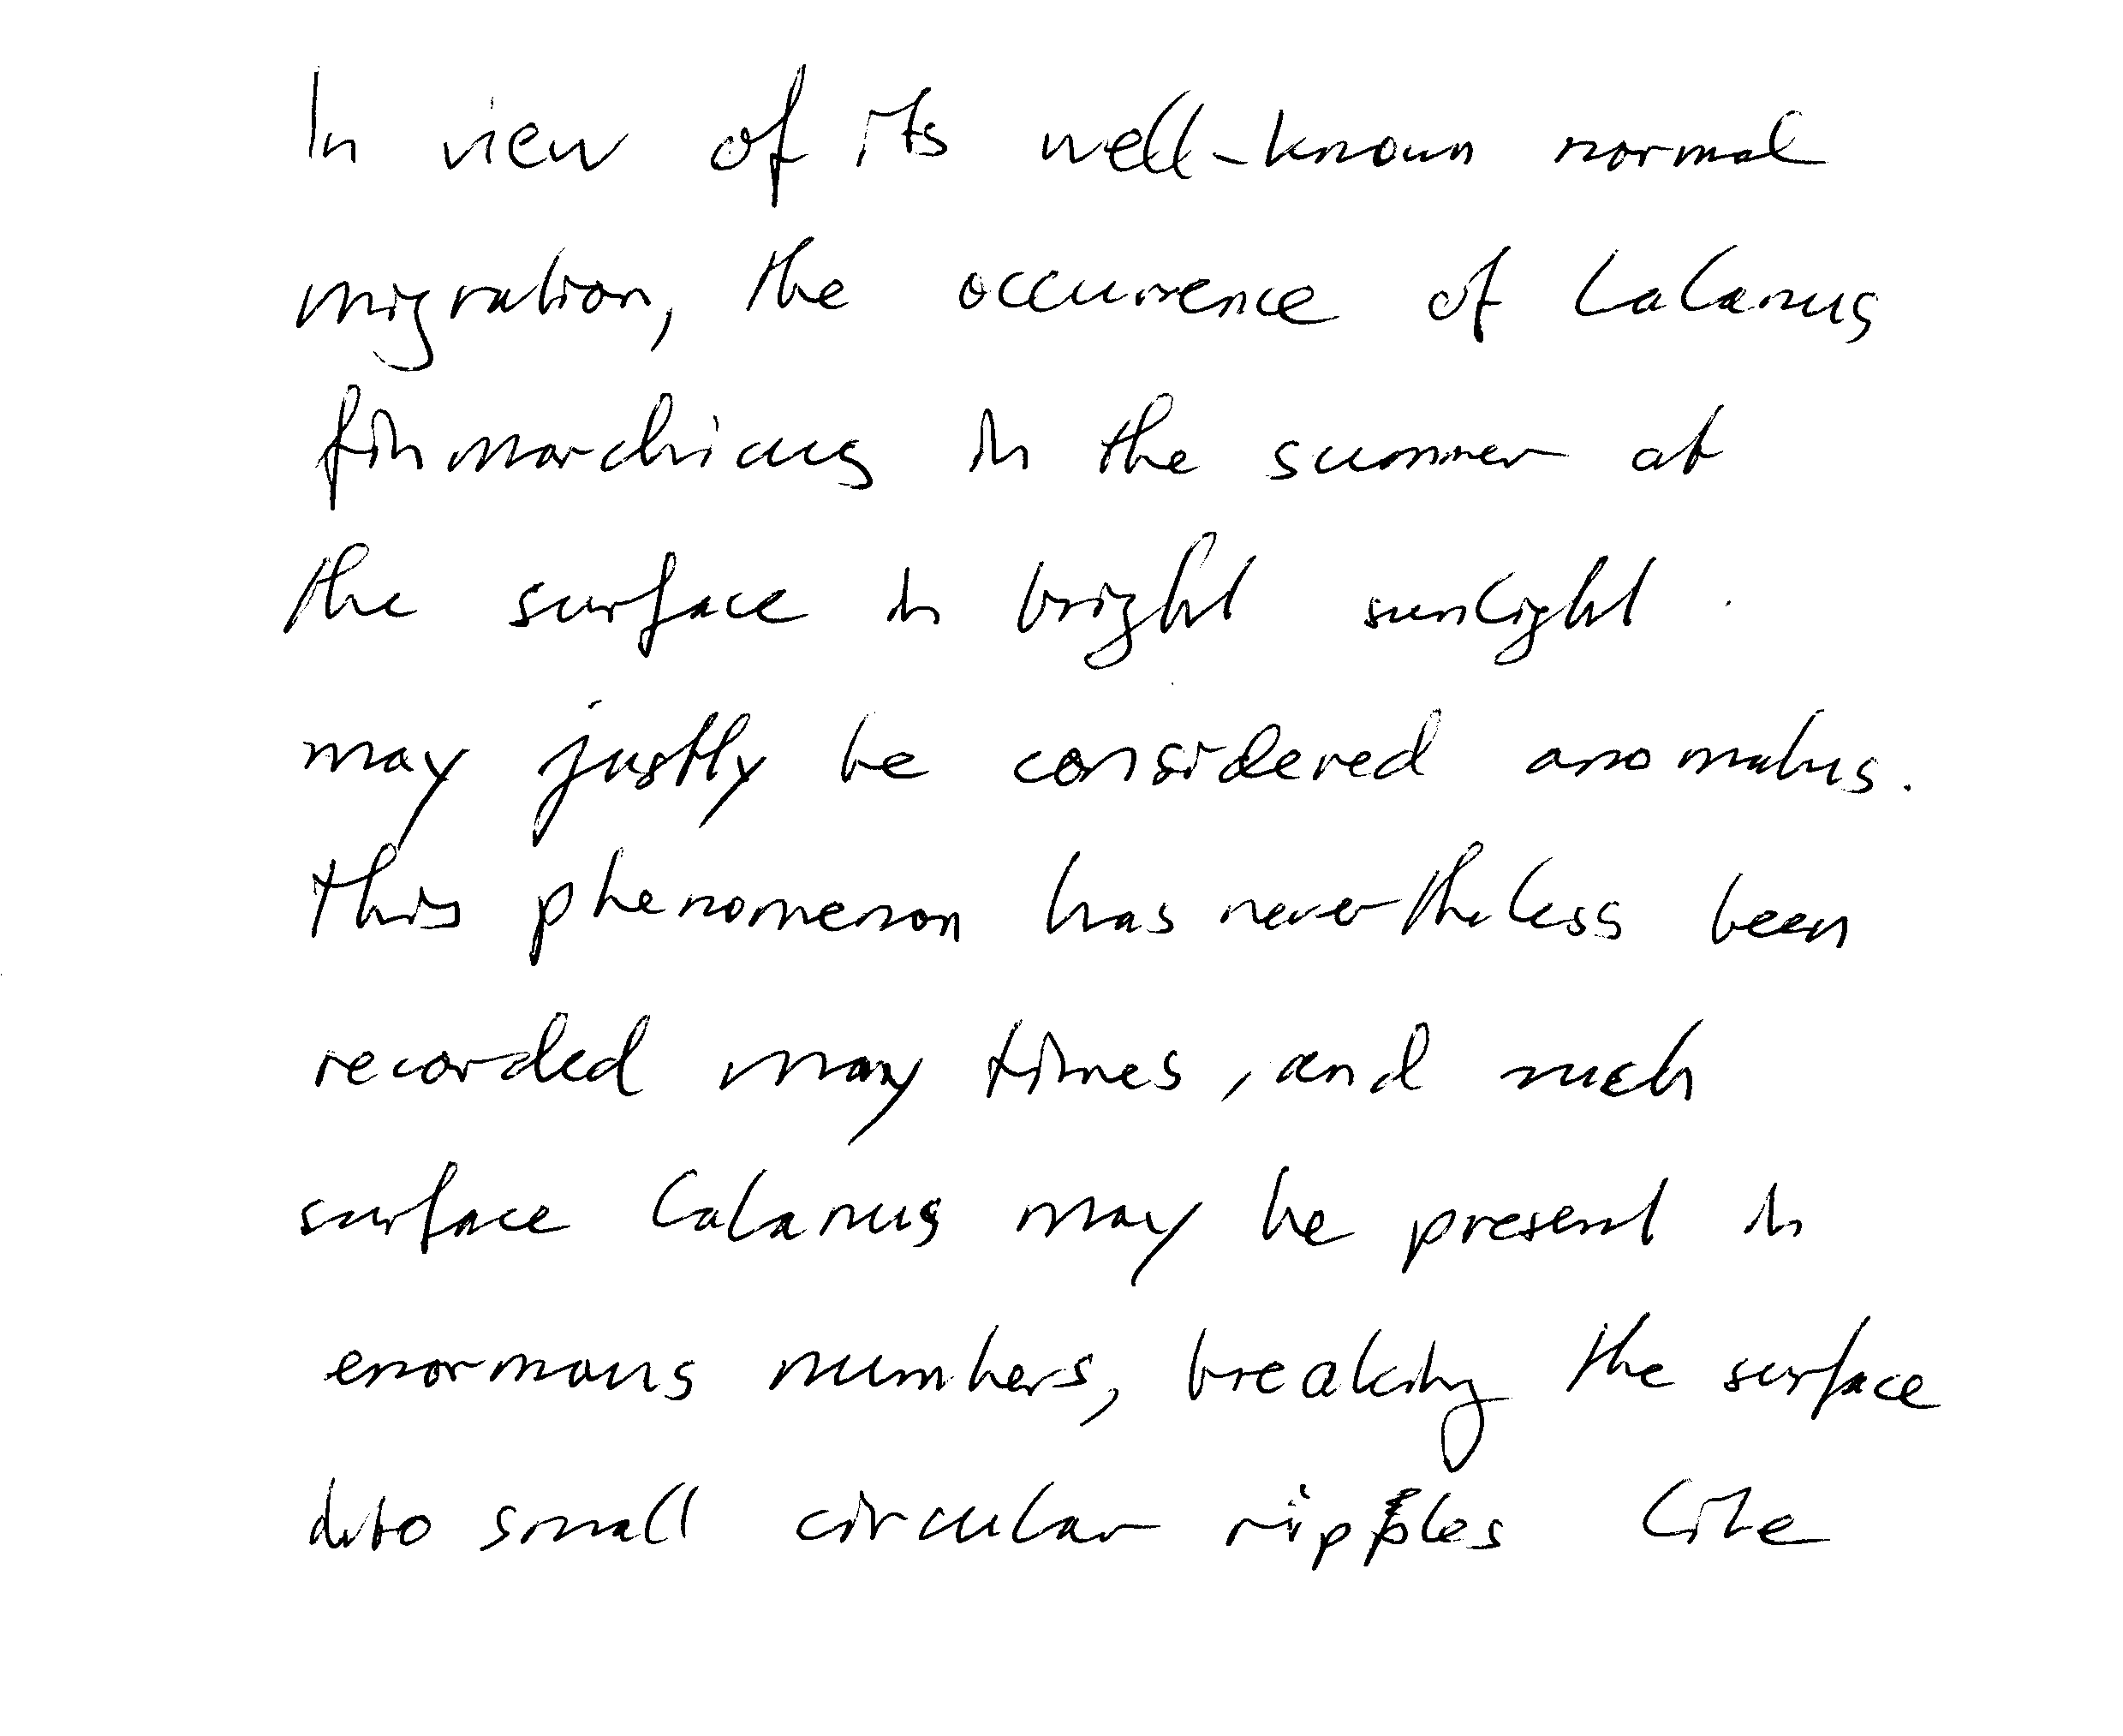 In view of its well-known normal
migration, the occurrence of Calanus
finmarchicus in the summer at
the surface in bright sunlight
may justly be considered anomalus.
This phenomenon has nevertheless been
recorded many times, and such
surface Calanus may be present in
enormous numbers, breaking the surface
into small circular ripples like